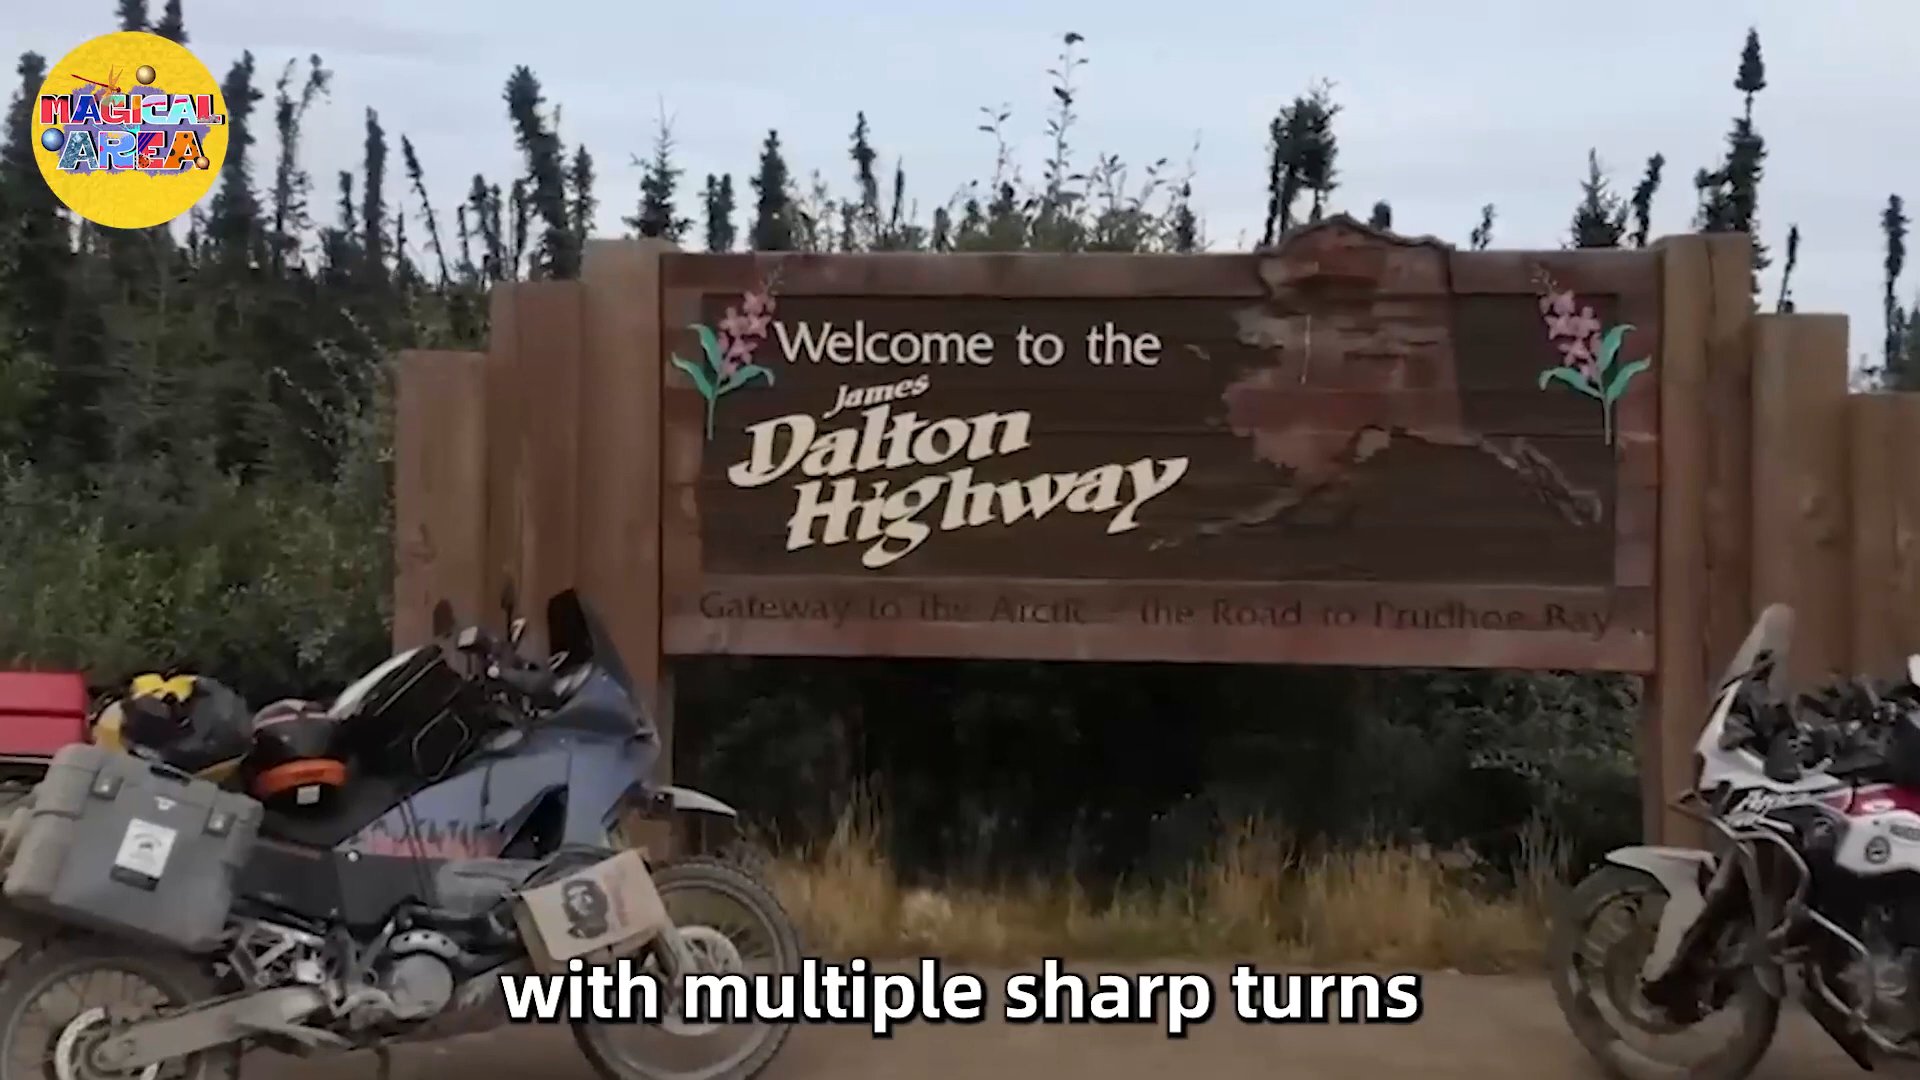 MAGICAL
AREA
Welcome to the
James
Dalton
Highway
Gateway to the Arctic - the Road to Prudhoe Bay
with multiple sharp turns